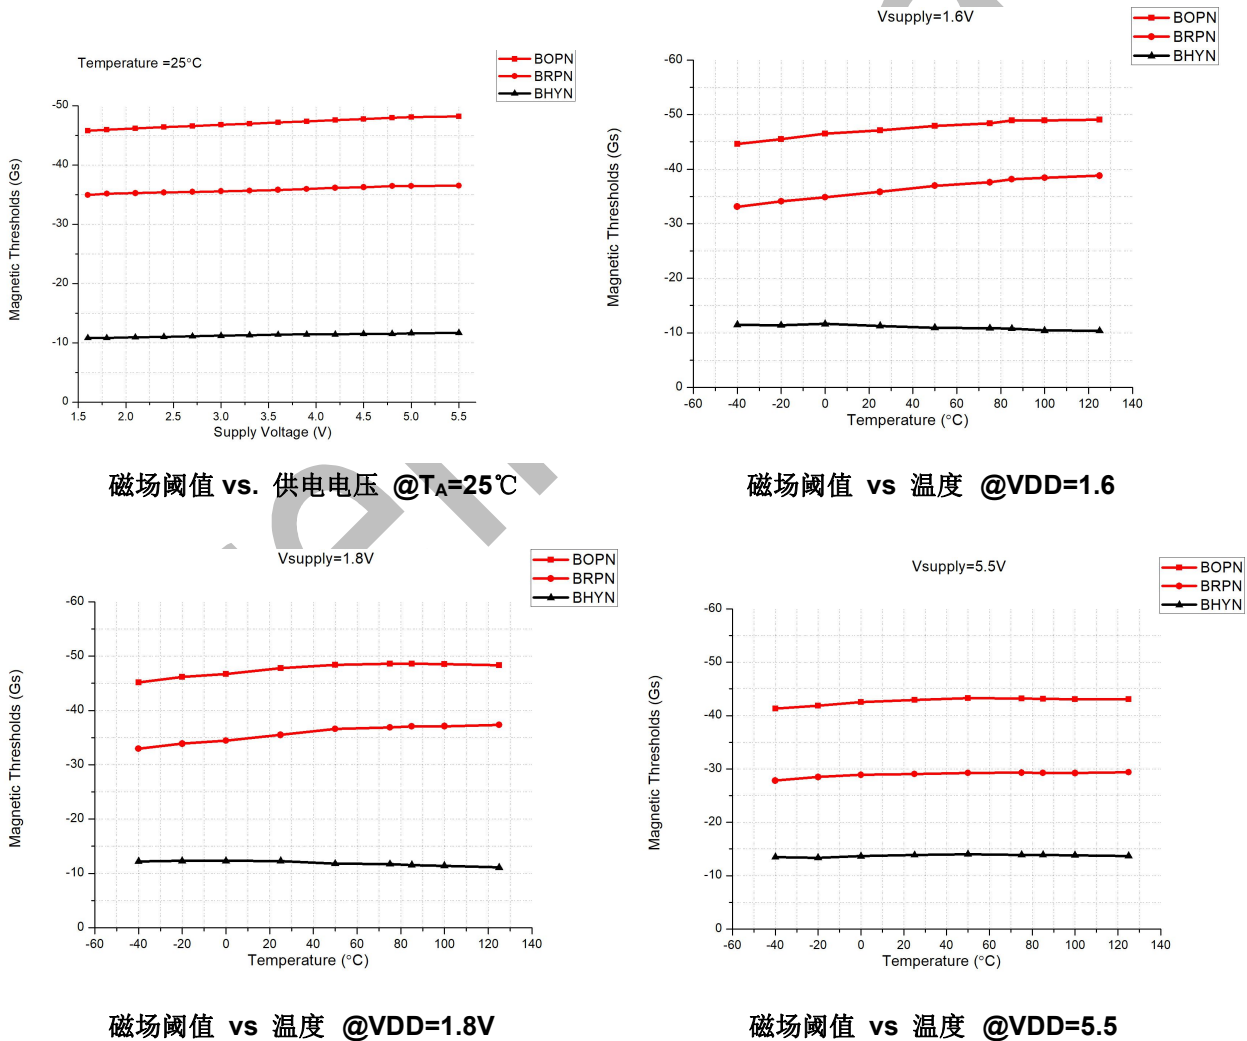 Temperature =25°C
BOPN
BRPN
BHYN
Magnetic Thresholds (Gs)
-50
-40
-30
-20
-10
0
1.5 2.0 2.5 3.0 3.5 4.0 4.5 5.0 5.5
Supply Voltage (V)
磁场阈值 vs. 供电电压 @TA=25℃
Vsupply=1.6V
BOPN
BRPN
BHYN
Magnetic Thresholds (Gs)
-60
-50
-40
-30
-20
-10
0
-60 -40 -20 0 20 40 60 80 100 120 140
Temperature (°C)
磁场阈值 vs 温度 @VDD=1.6
Vsupply=1.8V
BOPN
BRPN
BHYN
Magnetic Thresholds (Gs)
-60
-50
-40
-30
-20
-10
0
-60 -40 -20 0 20 40 60 80 100 120 140
Temperature (°C)
磁场阈值 vs 温度 @VDD=1.8V
Vsupply=5.5V
BOPN
BRPN
BHYN
Magnetic Thresholds (Gs)
-60
-50
-40
-30
-20
-10
0
-60 -40 -20 0 20 40 60 80 100 120 140
Temperature (°C)
磁场阈值 vs 温度 @VDD=5.5